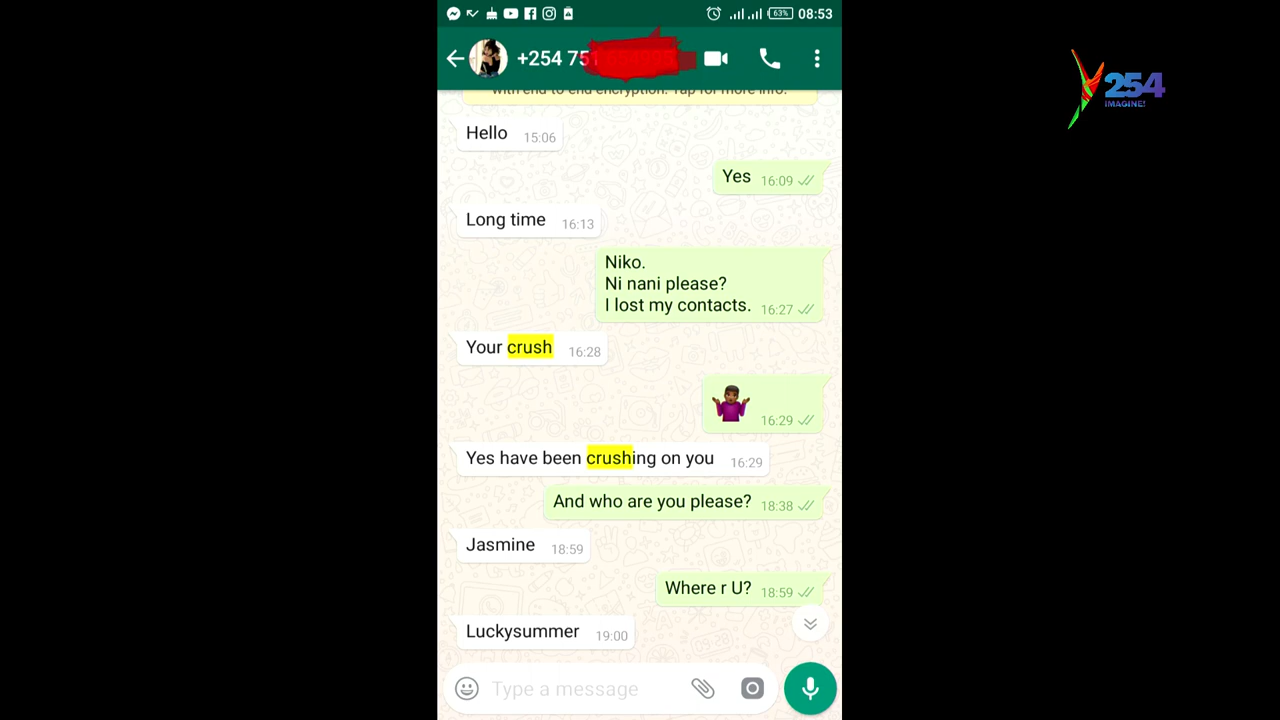 63% 08:53
+254 75
254
IMAGINE!
with end to end encryption. Tap for more info.
Hello 15:06
Yes 16:09
Long time 16:13
Niko.
Ni nani please?
I lost my contacts. 16:27
Your crush 16:28
16:29
Yes have been crushing on you 16:29
And who are you please? 18:38
Jasmine 18:59
Where r U? 18:59
Luckysummer 19:00
Type a message